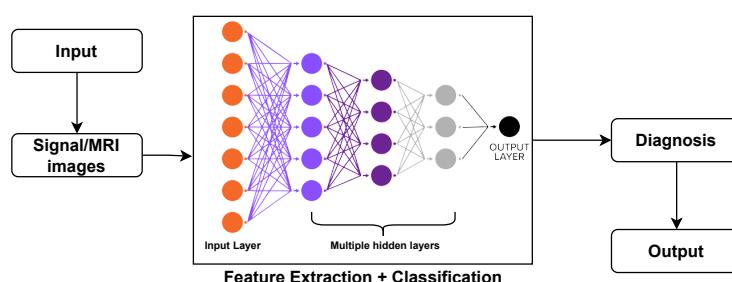 Input
Signal/MRI
images
Input Layer
Multiple hidden layers
OUTPUT
LAYER
Feature Extraction + Classification
Diagnosis
Output